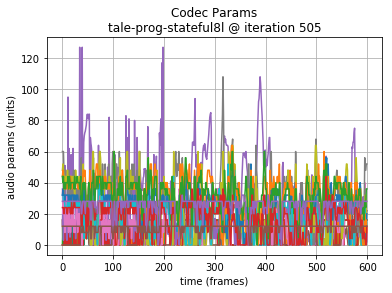 Codec Params
tale-prog-stateful8l @ iteration 505
audio params (units)
120
100
80
60
40
20
0
0 100 200 300 400 500 600
time (frames)